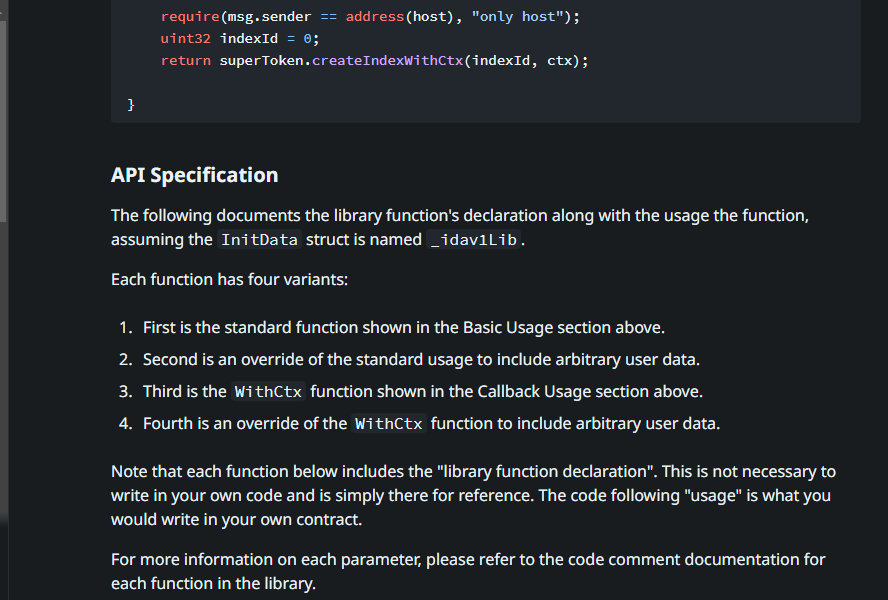 require(msg.sender == address(host), "only host");
uint32 indexId = 0;
return superToken.createIndexWithCtx(indexId, ctx);
}
API Specification
The following documents the library function's declaration along with the usage the function,
assuming the InitData struct is named _idav1Lib.
Each function has four variants:
1. First is the standard function shown in the Basic Usage section above.
2. Second is an override of the standard usage to include arbitrary user data.
3. Third is the WithCtx function shown in the Callback Usage section above.
4. Fourth is an override of the WithCtx function to include arbitrary user data.
Note that each function below includes the "library function declaration". This is not necessary to
write in your own code and is simply there for reference. The code following "usage" is what you
would write in your own contract.
For more information on each parameter, please refer to the code comment documentation for
each function in the library.